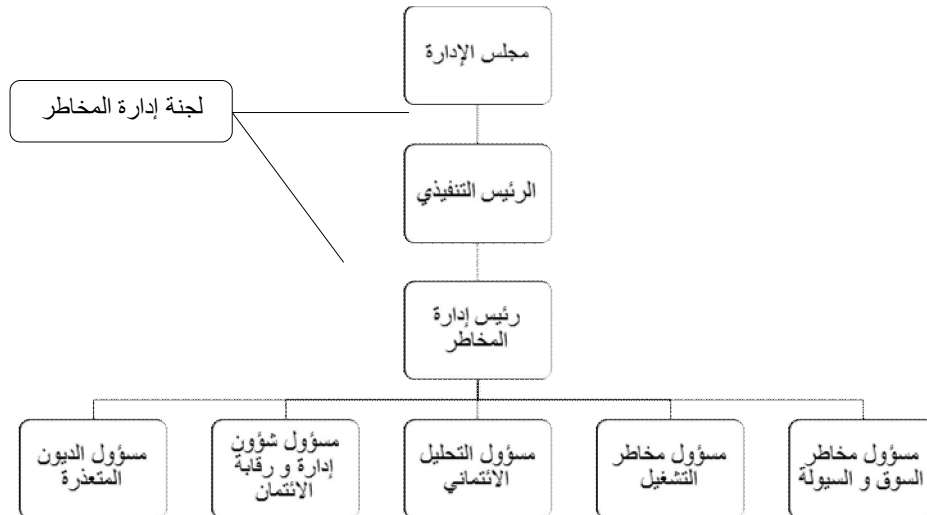 مجلس الإدارة
لجنة إدارة المخاطر
الرئيس التنفيذي
رئيس إدارة
المخاطر
مسؤول مخاطر
السوق و السيولة
مسؤول مخاطر
التشغيل
مسؤول التحليل
الائتماني
مسؤول شؤون
إدارة و رقابة
الائتمان
مسؤول الديون
المتعذرة